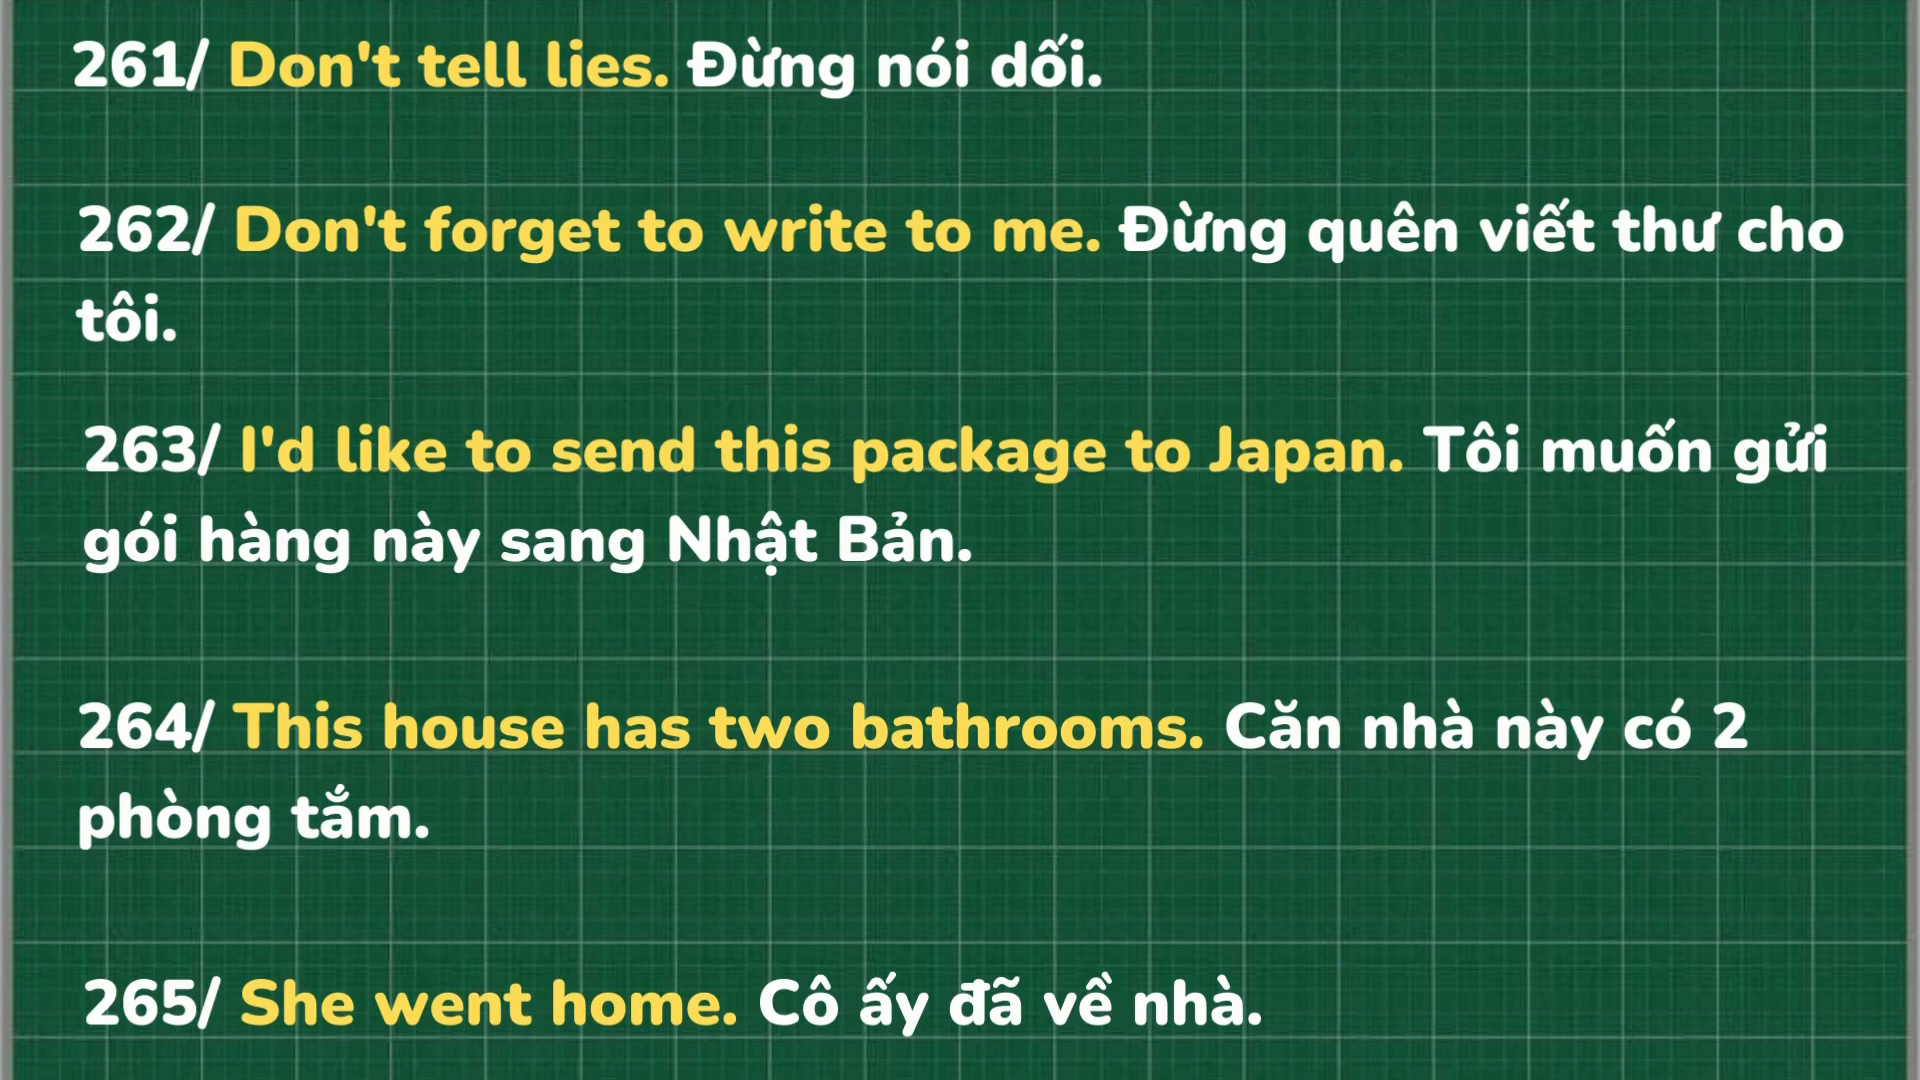 261/ Don't tell lies. Đừng nói dối.
262/ Don't forget to write to me. Đừng quên viết thư cho
tôi.
263/ I'd like to send this package to Japan. Tôi muốn gửi
gói hàng này sang Nhật Bản.
264/ This house has two bathrooms. Căn nhà này có 2
phòng tắm.
265/ She went home. Cô ấy đã về nhà.